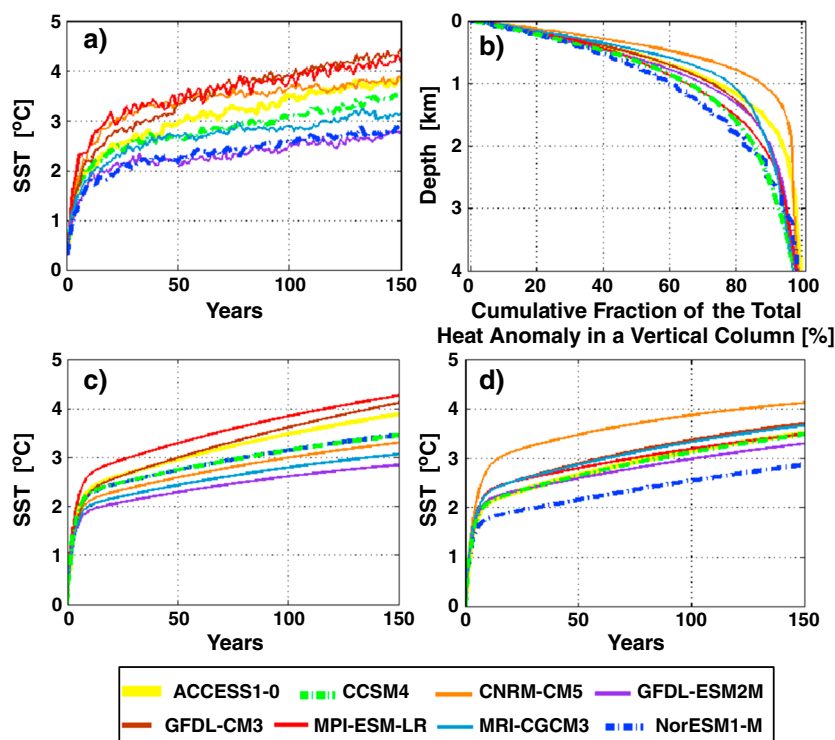 a)
SST [°C]
5
4
3
2
1
0
0 50 100 150
Years
b)
Depth [km]
0
1
2
3
4
0 20 40 60 80 100
Cumulative Fraction of the Total
Heat Anomaly in a Vertical Column [%]
c)
SST [°C]
5
4
3
2
1
0
0 50 100 150
Years
d)
SST [°C]
5
4
3
2
1
0
0 50 100 150
Years
ACCESS1-0 CCSM4 CNRM-CM5 GFDL-ESM2M
GFDL-CM3 MPI-ESM-LR MRI-CGCM3 NorESM1-M